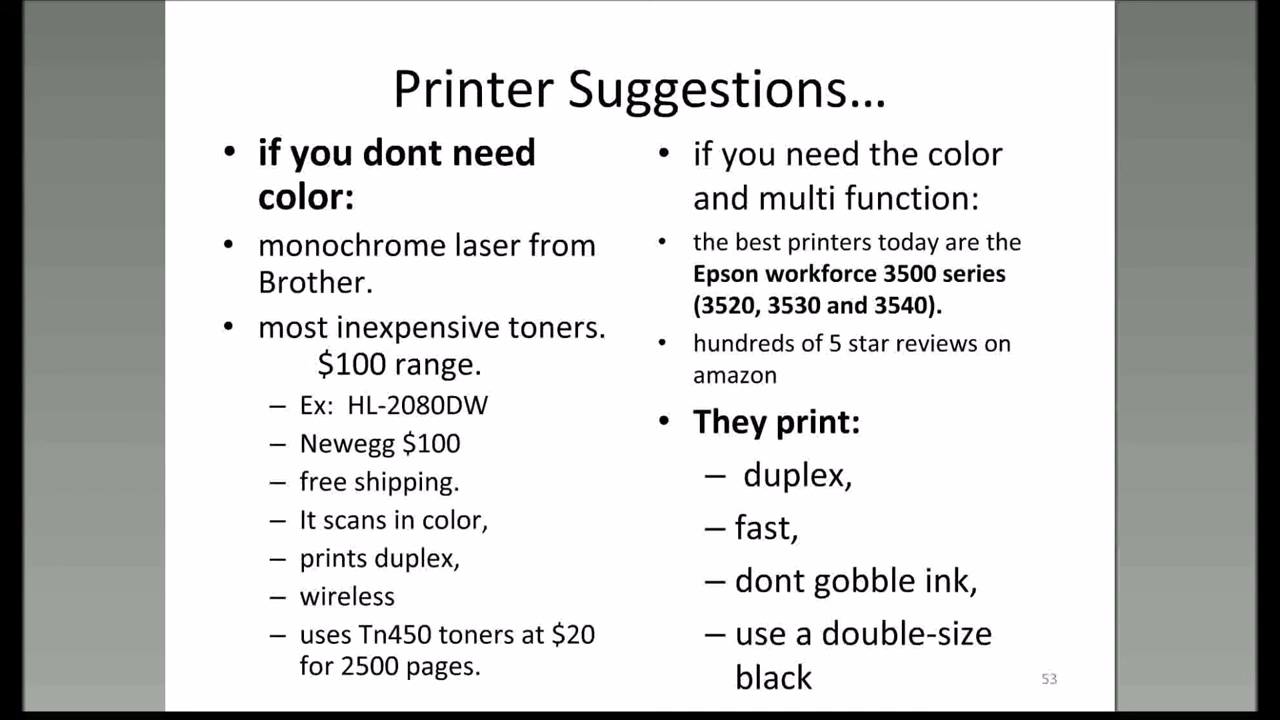 Printer Suggestions…
• if you dont need
color:
• monochrome laser from
Brother.
• most inexpensive toners.
$100 range.
– Ex: HL-2080DW
– Newegg $100
– free shipping.
– It scans in color,
– prints duplex,
– wireless
– uses Tn450 toners at $20
for 2500 pages.
• if you need the color
and multi function:
• the best printers today are the
Epson workforce 3500 series
(3520, 3530 and 3540).
• hundreds of 5 star reviews on
amazon
• They print:
– duplex,
– fast,
– dont gobble ink,
– use a double-size
black
53